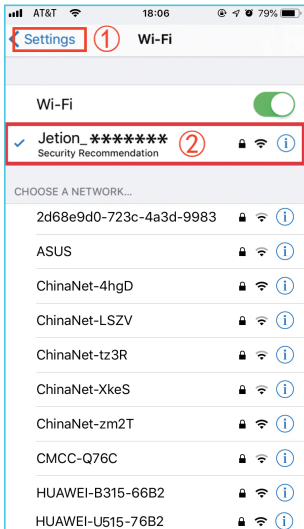 AT&T 18:06 79%
Settings ① Wi-Fi
Wi-Fi
Jetion_******* ②
Security Recommendation
CHOOSE A NETWORK...
2d68e9d0-723c-4a3d-9983
ASUS
ChinaNet-4hgD
ChinaNet-LSZV
ChinaNet-tz3R
ChinaNet-XkeS
ChinaNet-zm2T
CMCC-Q76C
HUAWEI-B315-66B2
HUAWEI-U515-76B2